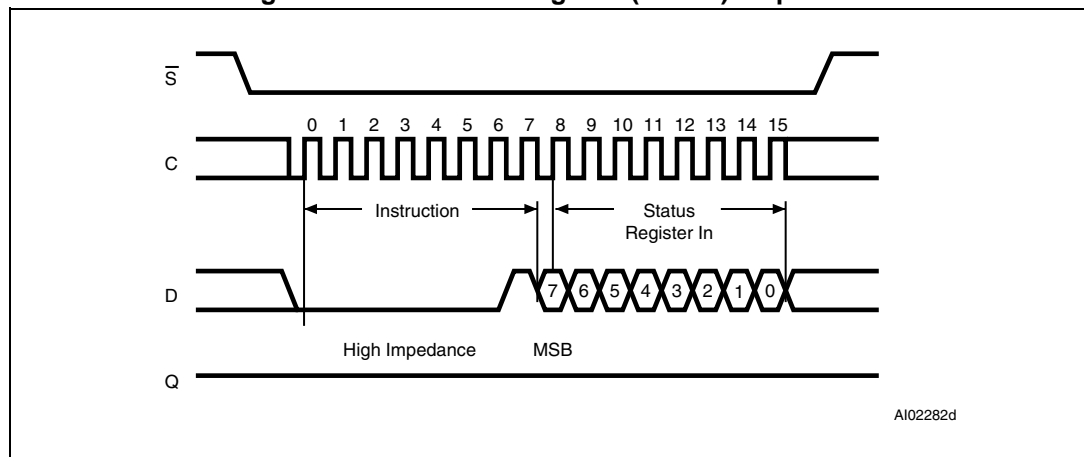 S
0 1 2 3 4 5 6 7 8 9 10 11 12 13 14 15
C
Instruction
Status
Register In
D
7 6 5 4 3 2 1 0
High Impedance
MSB
Q
AI02282d